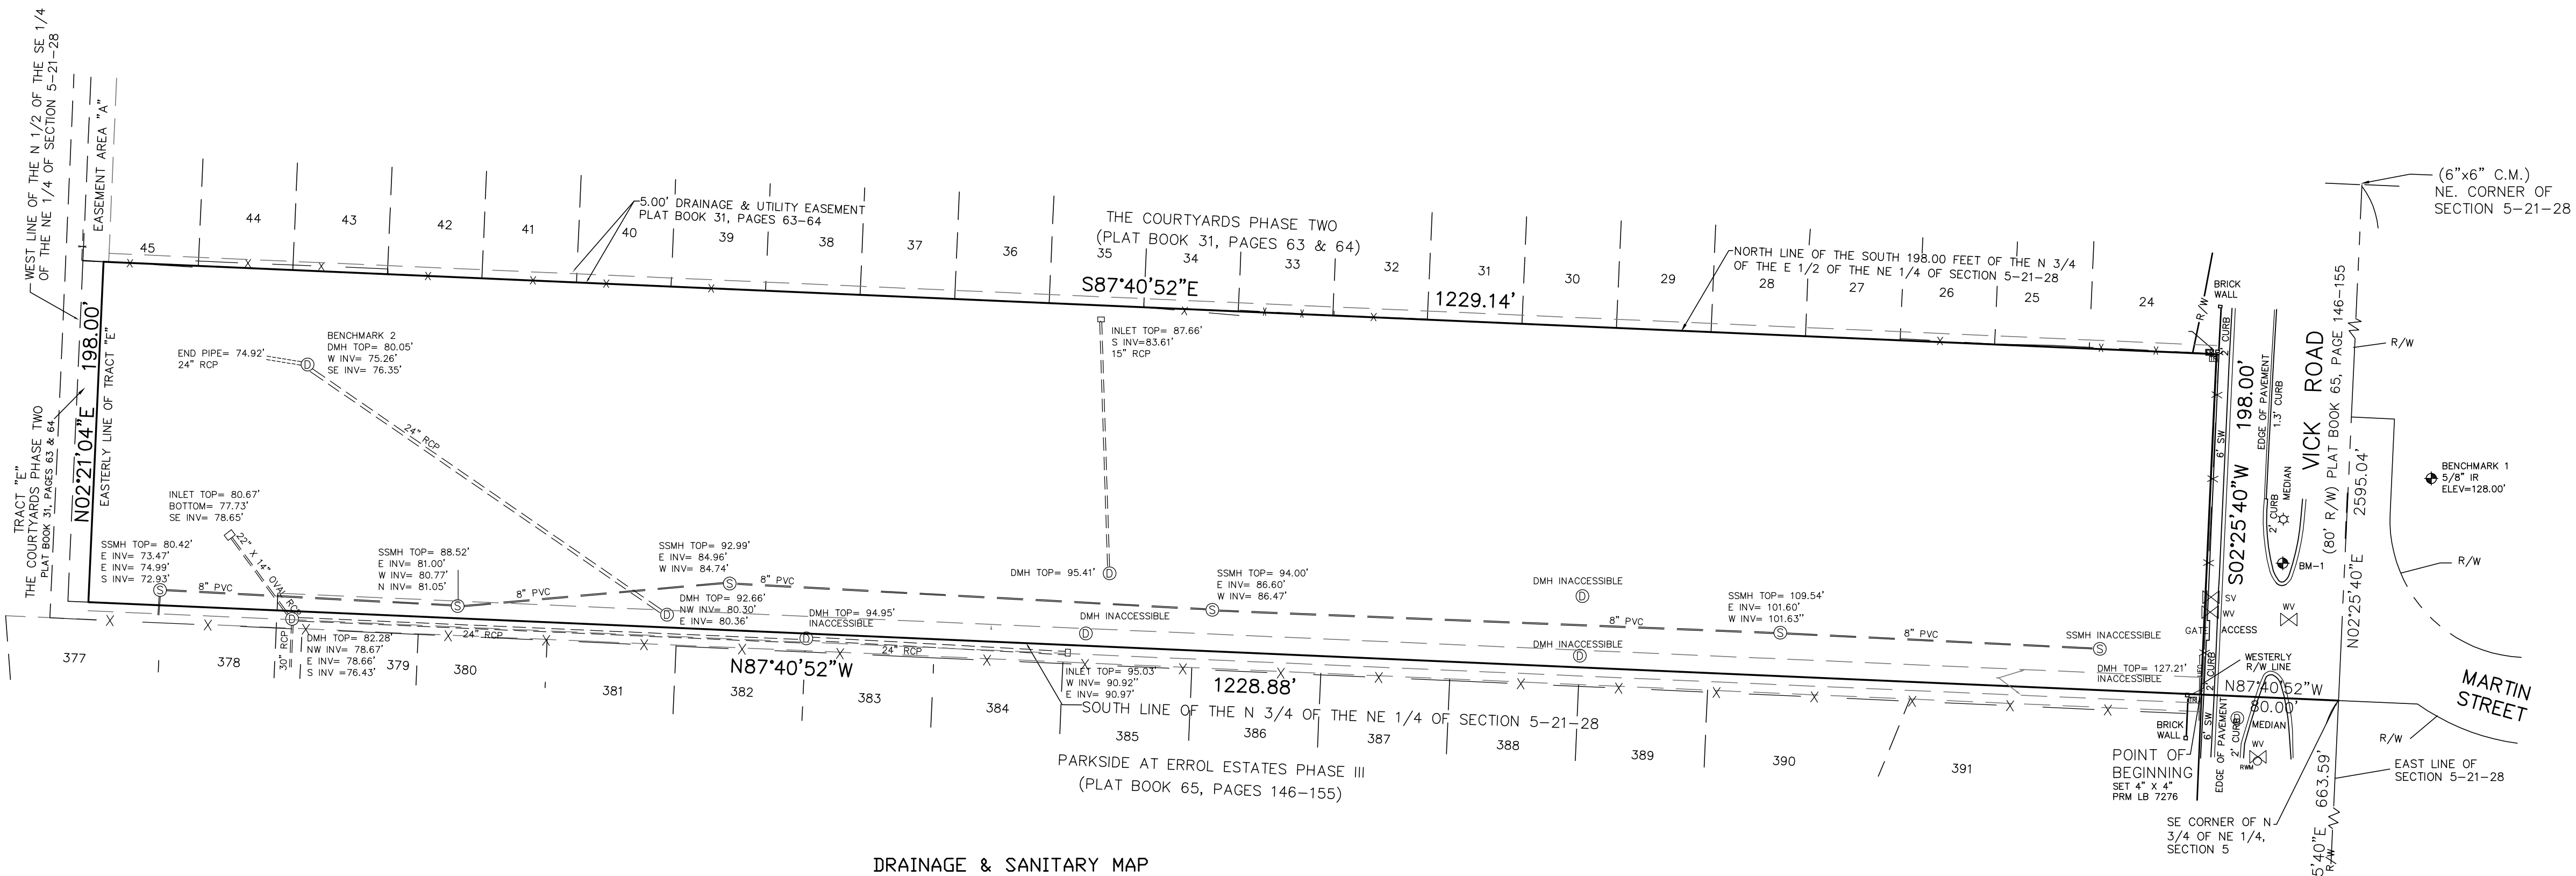 WEST LINE OF THE N 1/2 OF THE SE 1/4
OF THE NE 1/4 OF SECTION 5-21-28
EASEMENT AREA "A"
45
44
43
42
41
40
39
38
37
36
35
34
33
32
31
30
29
28
27
26
25
24
5.00' DRAINAGE & UTILITY EASEMENT
PLAT BOOK 31, PAGES 63-64
THE COURTYARDS PHASE TWO
(PLAT BOOK 31, PAGES 63 & 64)
S87°40'52"E
1229.14'
NORTH LINE OF THE SOUTH 198.00 FEET OF THE N 3/4
OF THE E 1/2 OF THE NE 1/4 OF SECTION 5-21-28
(6"x6" C.M.)
NE. CORNER OF
SECTION 5-21-28
R/W
BRICK
WALL
2' CURB
198.00'
S02°25'40"W
6' SW
EDGE OF PAVEMENT
1.3' CURB
2' CURB
MEDIAN
VICK ROAD
(80' R/W) PLAT BOOK 65, PAGE 146-155
2595.04'
N02°25'40"E
R/W
BENCHMARK 1
5/8" IR
ELEV=128.00'
R/W
BM-1
SV
WV
WV
GATE
ACCESS
WESTERLY
R/W LINE
2' CURB
N87°40'52"W
80.00'
MARTIN
STREET
R/W
EAST LINE OF
SECTION 5-21-28
663.59'
5'40"E
R/W
BRICK
WALL
6' SW
EDGE OF PAVEMENT
2' CURB
MEDIAN
WV
RWM
POINT OF
BEGINNING
SET 4" X 4"
PRM LB 7276
SE CORNER OF N
3/4 OF NE 1/4,
SECTION 5
TRACT "E"
THE COURTYARDS PHASE TWO
PLAT BOOK 31, PAGES 63 & 64
N02°21'04"E
198.00'
EASTERLY LINE OF TRACT "E"
END PIPE= 74.92'
24" RCP
BENCHMARK 2
DMH TOP= 80.05'
W INV= 75.26'
SE INV= 76.35'
24" RCP
INLET TOP= 87.66'
S INV=83.61'
15" RCP
INLET TOP= 80.67'
BOTTOM= 77.73'
SE INV= 78.65'
22" X 14" OVAL RCP
SSMH TOP= 80.42'
E INV= 73.47'
E INV= 74.99'
S INV= 72.93'
8" PVC
SSMH TOP= 88.52'
E INV= 81.00'
W INV= 80.77'
N INV= 81.05'
8" PVC
SSMH TOP= 92.99'
E INV= 84.96'
W INV= 84.74'
8" PVC
DMH TOP= 92.66'
NW INV= 80.30'
E INV= 80.36'
DMH TOP= 94.95'
INACCESSIBLE
DMH TOP= 95.41'
DMH INACCESSIBLE
SSMH TOP= 94.00'
E INV= 86.60'
W INV= 86.47'
DMH INACCESSIBLE
DMH INACCESSIBLE
8" PVC
SSMH TOP= 109.54'
E INV= 101.60'
W INV= 101.63''
8" PVC
SSMH INACCESSIBLE
DMH TOP= 127.21'
INACCESSIBLE
30" RCP
DMH TOP= 82.28'
NW INV= 78.67'
E INV= 78.66'
S INV =76.43'
24" RCP
24" RCP
INLET TOP= 95.03'
W INV= 90.92''
E INV= 90.97'
N87°40'52"W
1228.88'
SOUTH LINE OF THE N 3/4 OF THE NE 1/4 OF SECTION 5-21-28
377
378
379
380
381
382
383
384
385
386
387
388
389
390
391
PARKSIDE AT ERROL ESTATES PHASE III
(PLAT BOOK 65, PAGES 146-155)
DRAINAGE & SANITARY MAP